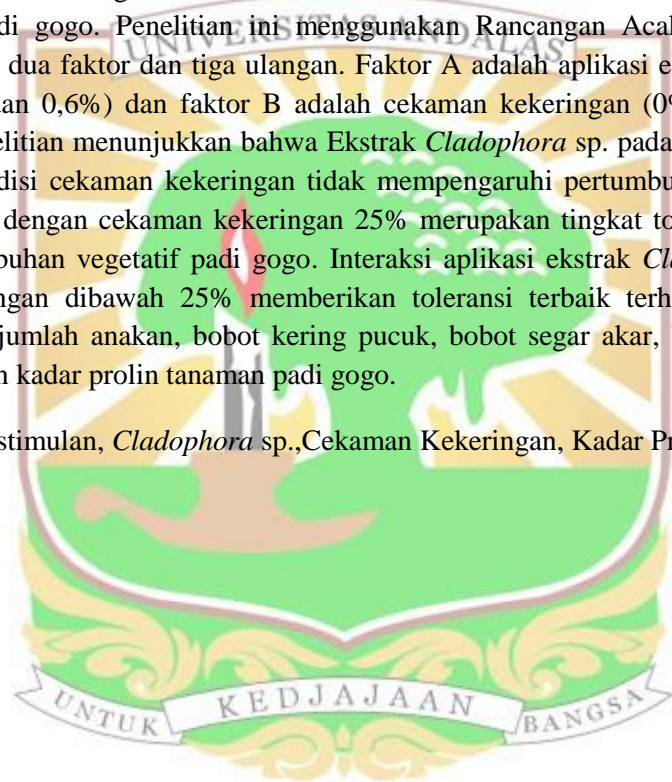 di gogo. Penelitian ini menggunakan Rancangan Acal
UNIVERSITAS ANDALAS
dua faktor dan tiga ulangan. Faktor A adalah aplikasi e
dan 0,6%) dan faktor B adalah cekaman kekeringan (0%
elitian menunjukkan bahwa Ekstrak Cladophora sp. pada
disi cekaman kekeringan tidak mempengaruhi pertumbu
dengan cekaman kekeringan 25% merupakan tingkat to
buhan vegetatif padi gogo. Interaksi aplikasi ekstrak Cla
ngan dibawah 25% memberikan toleransi terbaik terh
jumlah anakan, bobot kering pucuk, bobot segar akar,
n kadar prolin tanaman padi gogo.
stimulan, Cladophora sp.,Cekaman Kekeringan, Kadar Pr
UNTUK KEDJAJAAN BANGSA